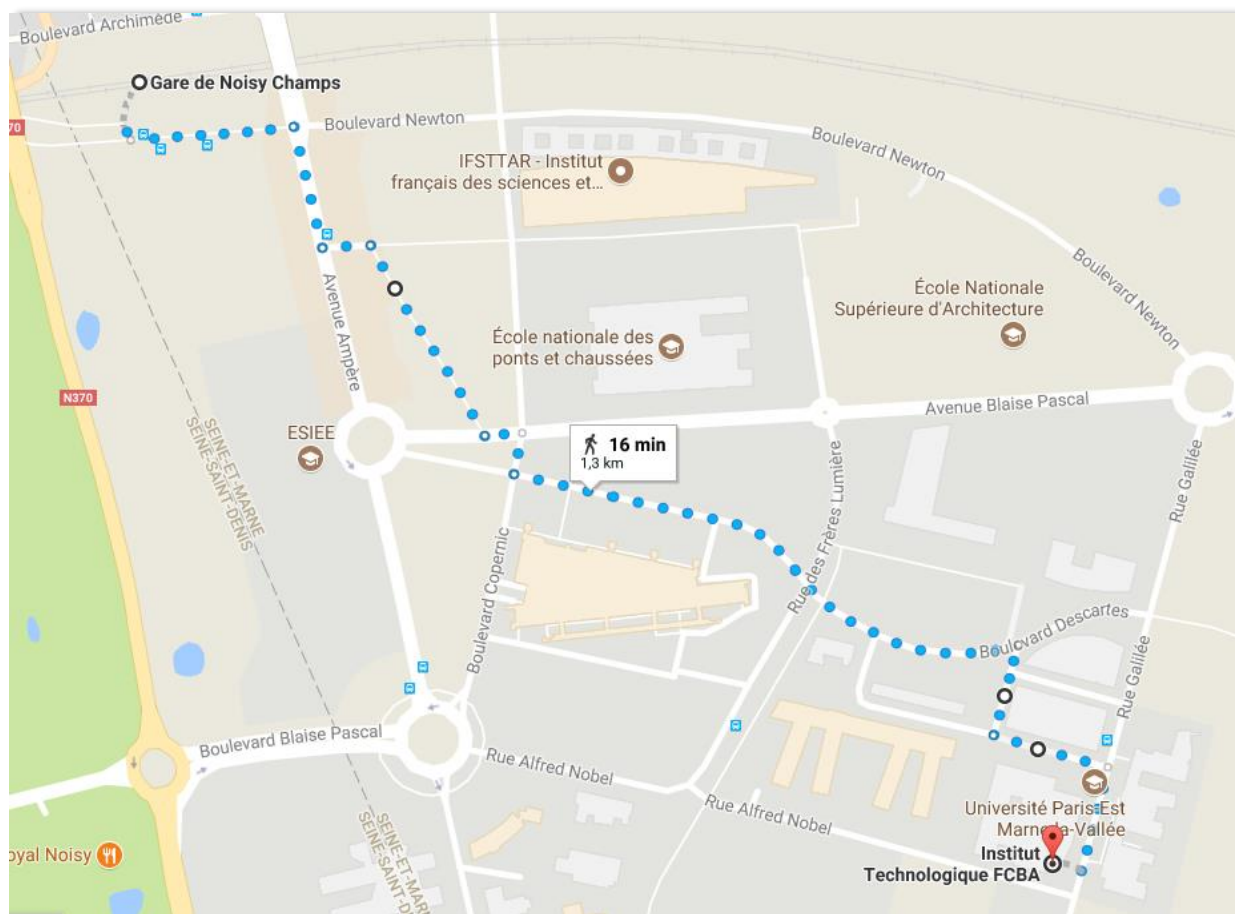 Boulevard Archimède
Gare de Noisy Champs
70
Boulevard Newton
Boulevard Newton
IFSTTAR - Institut
français des sciences et...
Boulevard Newton
École Nationale
Supérieure d'Architecture
Avenue Ampère
École nationale des
ponts et chaussées
N370
Avenue Blaise Pascal
ESIEE
16 min
1,3 km
SEINE-ET-MARNE
SEINE-SAINT-DENIS
Rue des Frères Lumière
Rue Galilée
Boulevard Copernic
Boulevard Descartes
Rue Galilée
Boulevard Blaise Pascal
Rue Alfred Nobel
Rue Alfred Nobel
Université Paris-Est
Marne-la-Vallée
Institut
Technologique FCBA
oyal Noisy
SEINE-ET-MARNE
SEINE-SAINT-DEN